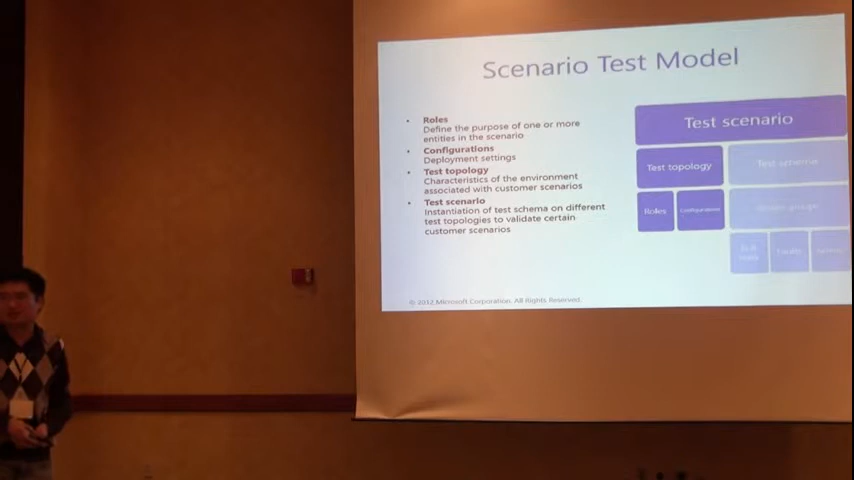 Scenario Test Model
• Roles
Define the purpose of one or more
entities in the scenario
• Configurations
Deployment settings
• Test topology
Characteristics of the environment
associated with customer scenarios
• Test scenario
Instantiation of test schema on different
test topologies to validate certain
customer scenarios
Test scenario
Test topology
Test schema
Roles
Configurations
groups
Faults
© 2012 Microsoft Corporation. All Rights Reserved.